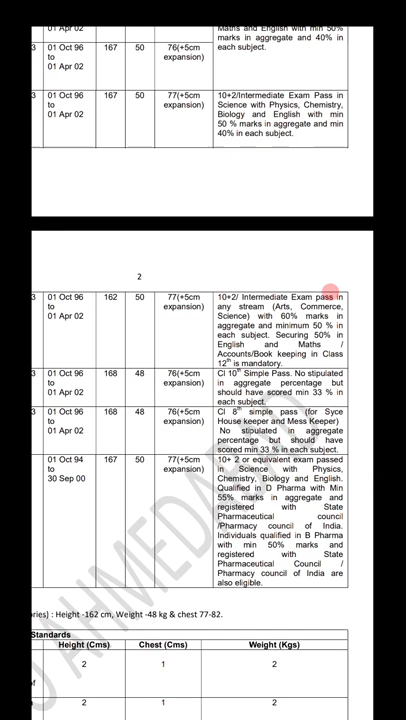 01 Oct 96
Maths and English with min 50%
marks in aggregate and 40% in
each subject.
01 Apr 02
3 01 Oct 96 167 50 76(+5cm
to expansion)
01 Apr 02
3 01 Oct 96 167 50 77(+5cm 10+2/Intermediate Exam Pass in
to expansion) Science with Physics, Chemistry,
01 Apr 02 Biology and English with min
50 % marks in aggregate and min
40% in each subject.
2
3 01 Oct 96 162 50 77(+5cm 10+2/ Intermediate Exam pass in
to expansion) any stream (Arts, Commerce,
01 Apr 02 Science) with 60% marks in
aggregate and minimum 50 % in
each subject. Securing 50% in
English and Maths /
Accounts/Book keeping in Class
12th is mandatory.
3 01 Oct 96 168 48 76(+5cm Cl 10th Simple Pass. No stipulated
to expansion) in aggregate percentage but
01 Apr 02 should have scored min 33 % in
each subject.
3 01 Oct 96 168 48 76(+5cm Cl 8th simple pass (for Syce
to expansion) House keeper and Mess Keeper)
01 Apr 02 No stipulated in aggregate
percentage but should have
scored min 33 % in each subject.
01 Oct 94 167 50 77(+5cm 10+ 2 or equivalent exam passed
to expansion) in Science with Physics,
30 Sep 00 Chemistry, Biology and English.
Qualified in D Pharma with Min
55% marks in aggregate and
registered with State
Pharmaceutical council
/Pharmacy council of India.
Individuals qualified in B Pharma
with min 50% marks and
registered with State
Pharmaceutical Council /
Pharmacy council of India are
also eligible.
ories) : Height -162 cm, Weight -48 kg & chest 77-82.
Standards
Height (Cms) Chest (Cms) Weight (Kgs)
2 1 2
of
2 1 2
O AHMEDABAD